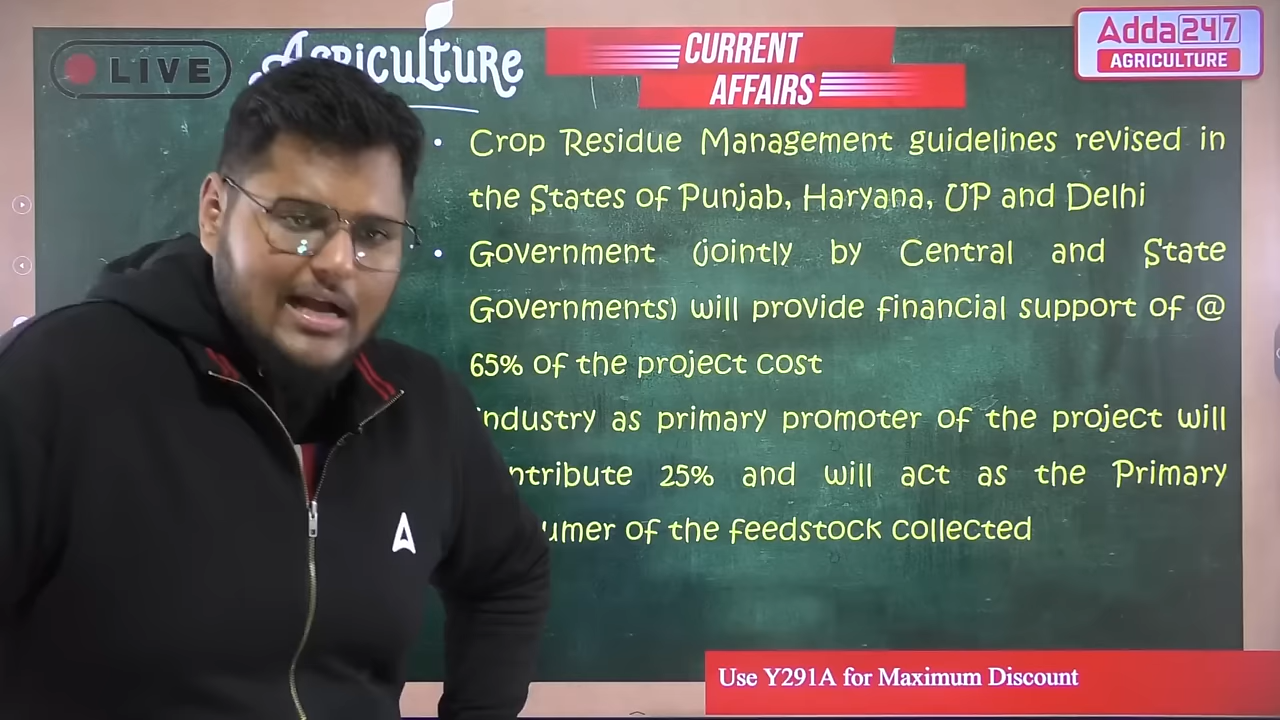 LIVE
AGRICULTURE
CURRENT
AFFAIRS
Adda247
AGRICULTURE
• Crop Residue Management guidelines revised in
the States of Punjab, Haryana, UP and Delhi
• Government (jointly by Central and State
Governments) will provide financial support of @
65% of the project cost
ndustry as primary promoter of the project will
ntribute 25% and will act as the Primary
umer of the feedstock collected
A
Use Y291A for Maximum Discount